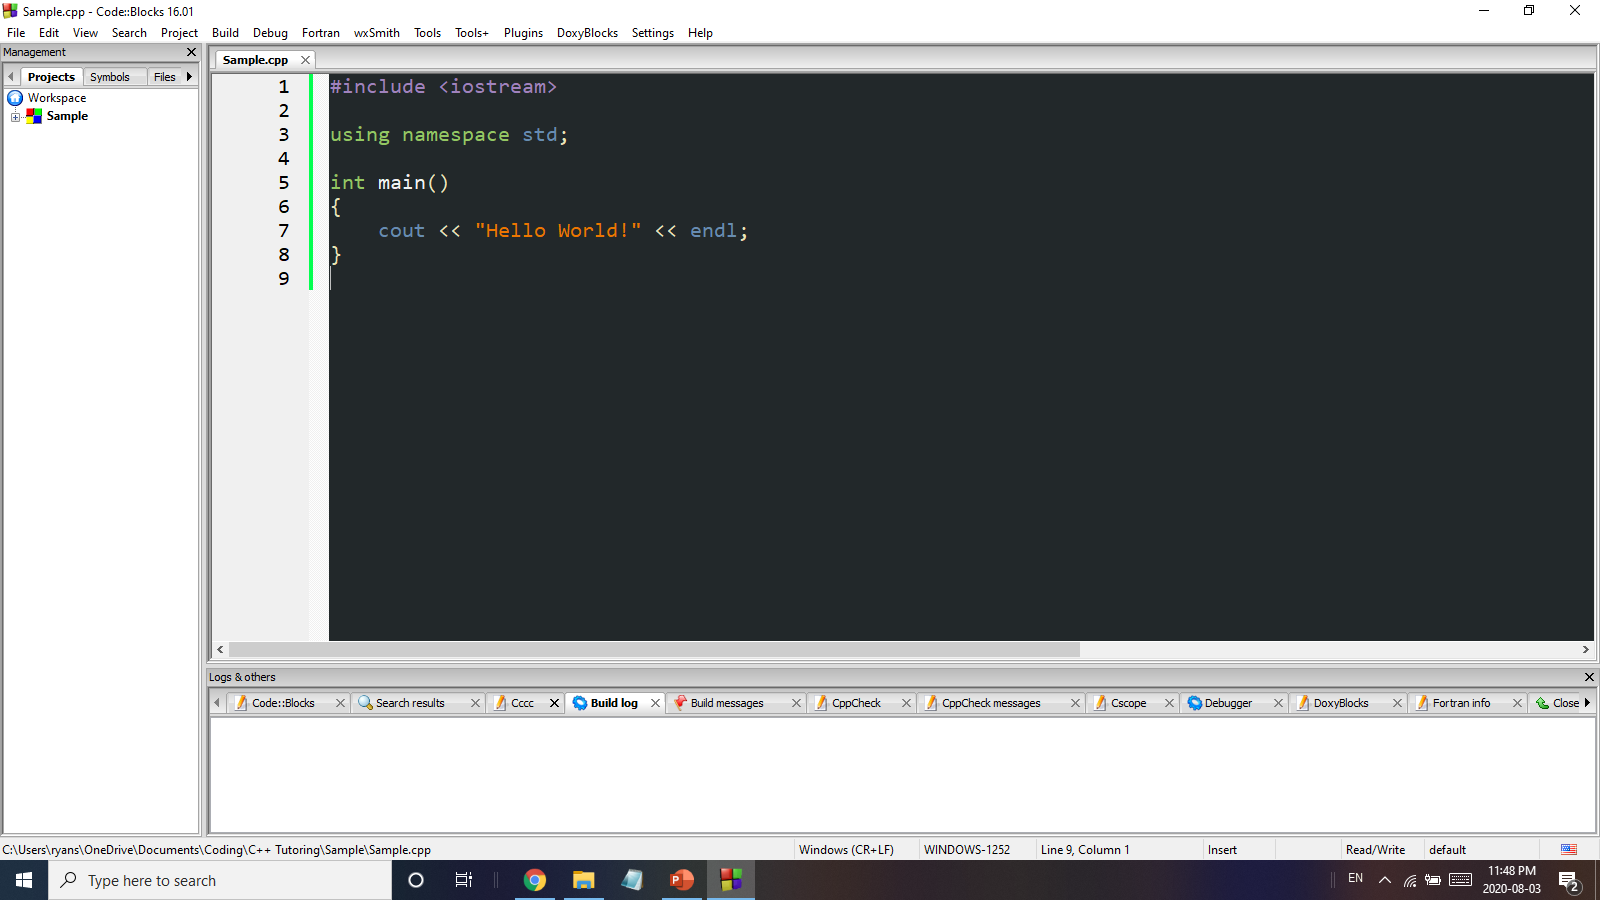 Sample.cpp - Code::Blocks 16.01
File Edit View Search Project Build Debug Fortran wxSmith Tools Tools+ Plugins DoxyBlocks Settings Help
Management
Projects Symbols Files
Workspace
Sample
Sample.cpp
1 #include <iostream>
2
3 using namespace std;
4
5 int main()
6 {
7     cout << "Hello World!" << endl;
8 }
9
Logs & others
Code::Blocks Search results Cccc Build log Build messages CppCheck CppCheck messages Cscope Debugger DoxyBlocks Fortran info Close
C:\Users\ryans\OneDrive\Documents\Coding\C++ Tutoring\Sample\Sample.cpp Windows (CR+LF) WINDOWS-1252 Line 9, Column 1 Insert Read/Write default
Type here to search
EN
11:48 PM
2020-08-03
2